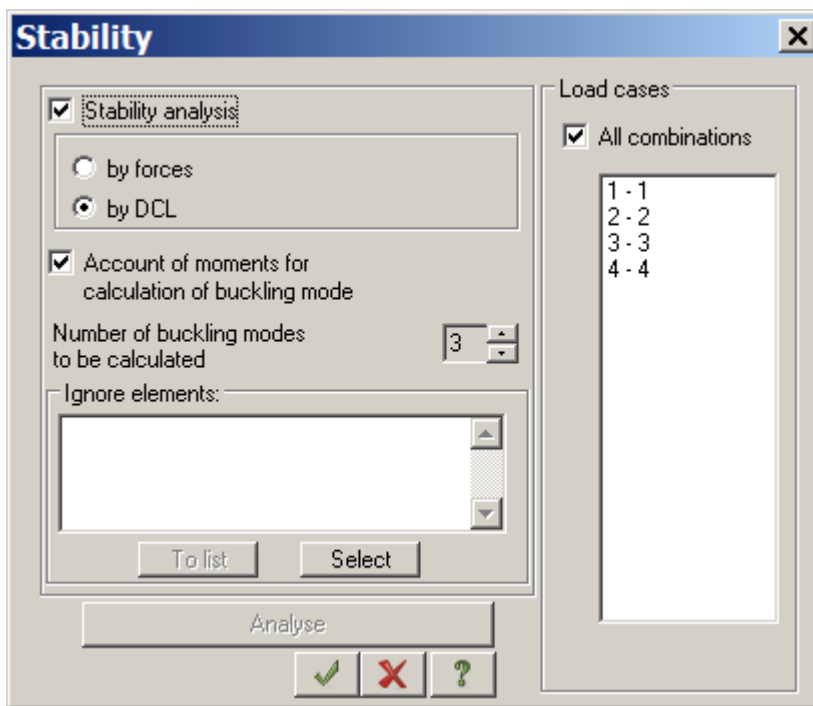 Stability
Stability analysis
by forces
by DCL
Account of moments for
calculation of buckling mode
Number of buckling modes
to be calculated
3
Ignore elements:
To list
Select
Analyse
Load cases
All combinations
1 - 1
2 - 2
3 - 3
4 - 4